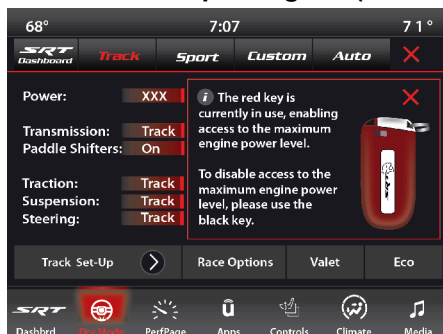 68° 7:07 71°
SRT Dashboard Track Sport Custom Auto
Power: XXX
Transmission: Track
Paddle Shifters: On
Traction: Track
Suspension: Track
Steering: Track
i The red key is
currently in use, enabling
access to the maximum
engine power level.
To disable access to the
maximum engine power
level, please use the
black key.
SRT
Track Set-Up Race Options Valet Eco
SRT
Dashbrd Drv Mode PerfPage Apps Controls Climate Media